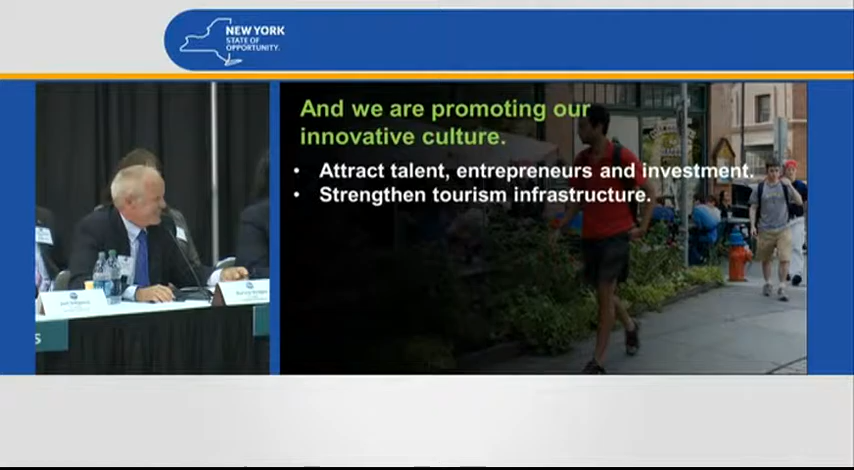 NEW YORK
STATE OF
OPPORTUNITY.
And we are promoting our
innovative culture.
• Attract talent, entrepreneurs and investment.
• Strengthen tourism infrastructure.
S